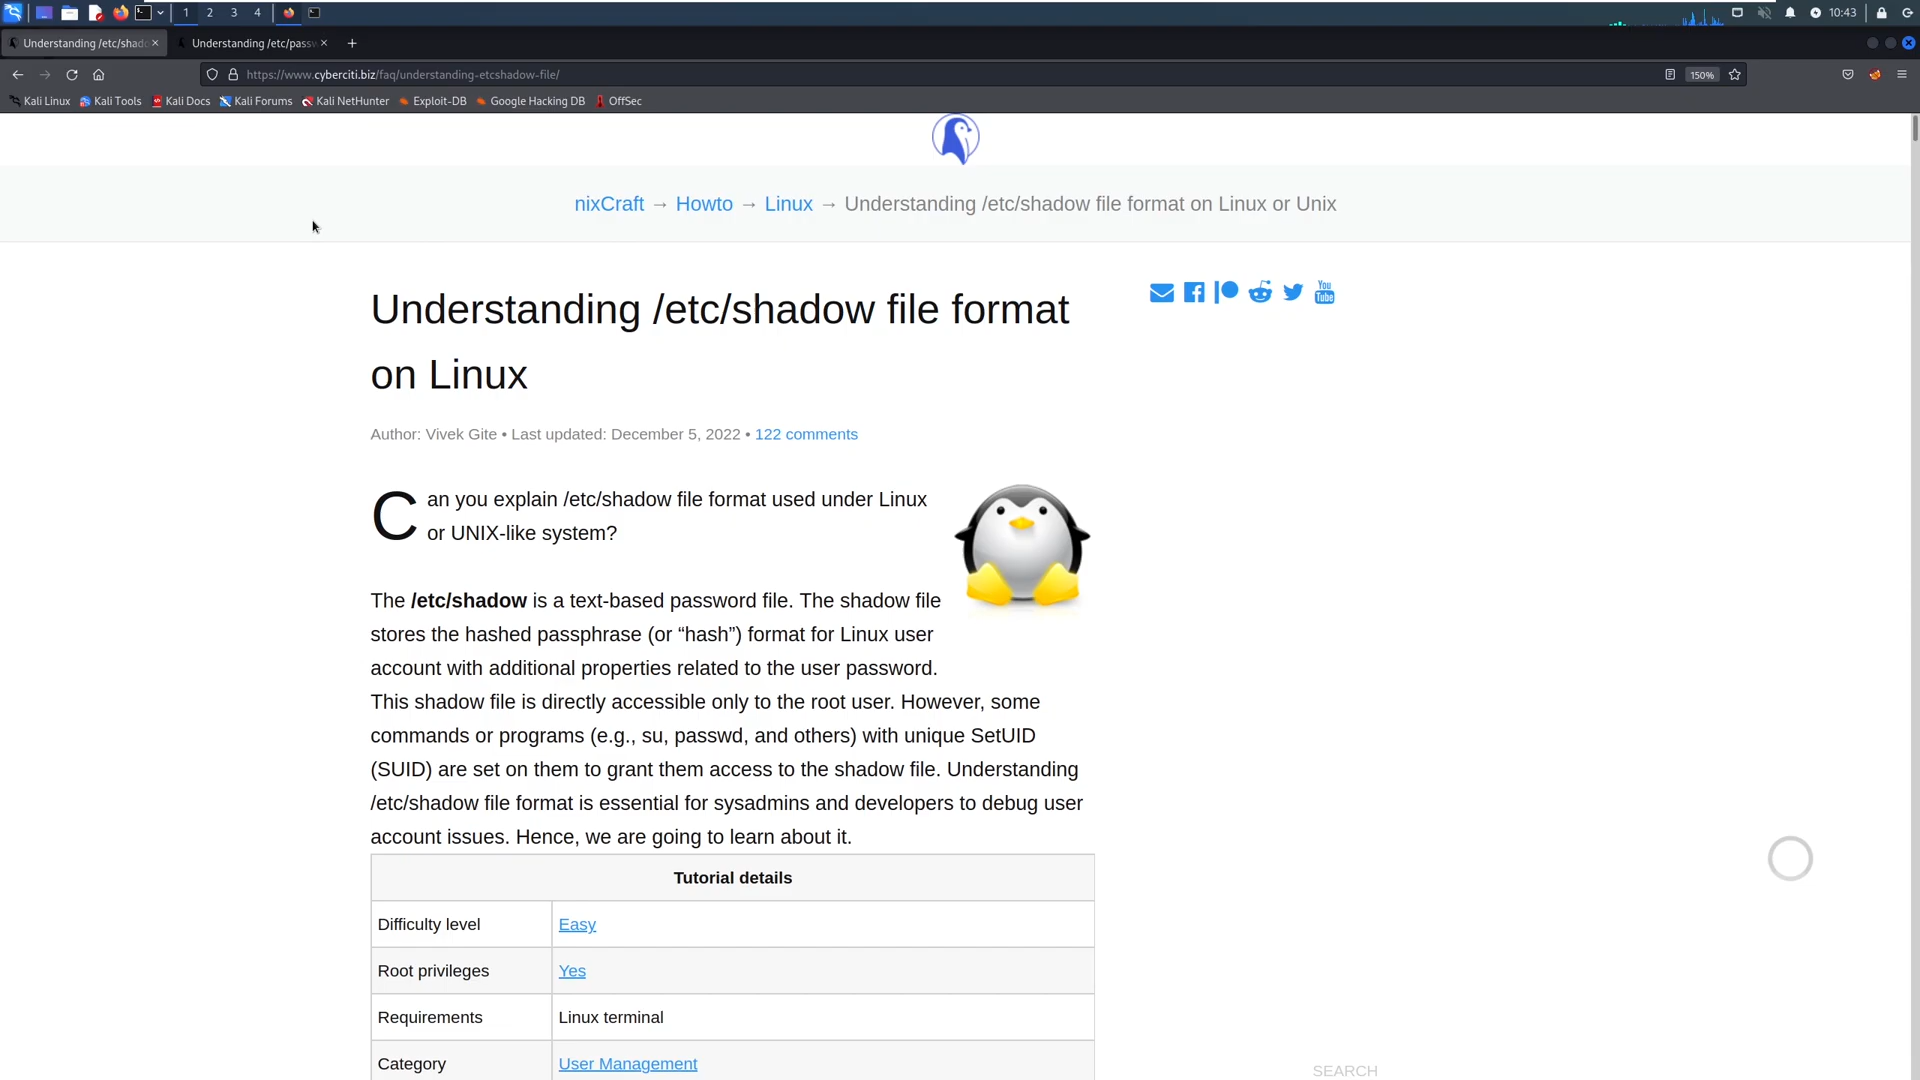 1 2 3 4
10:43
Understanding /etc/shado
Understanding /etc/passw
https://www.cyberciti.biz/faq/understanding-etcshadow-file/
150%
Kali Linux Kali Tools Kali Docs Kali Forums Kali NetHunter Exploit-DB Google Hacking DB OffSec
nixCraft → Howto → Linux → Understanding /etc/shadow file format on Linux or Unix
Understanding /etc/shadow file format
on Linux
You
Tube
Author: Vivek Gite • Last updated: December 5, 2022 • 122 comments
Can you explain /etc/shadow file format used under Linux
or UNIX-like system?
The /etc/shadow is a text-based password file. The shadow file
stores the hashed passphrase (or “hash”) format for Linux user
account with additional properties related to the user password.
This shadow file is directly accessible only to the root user. However, some
commands or programs (e.g., su, passwd, and others) with unique SetUID
(SUID) are set on them to grant them access to the shadow file. Understanding
/etc/shadow file format is essential for sysadmins and developers to debug user
account issues. Hence, we are going to learn about it.
Tutorial details
Difficulty level Easy
Root privileges Yes
Requirements Linux terminal
Category User Management
SEARCH